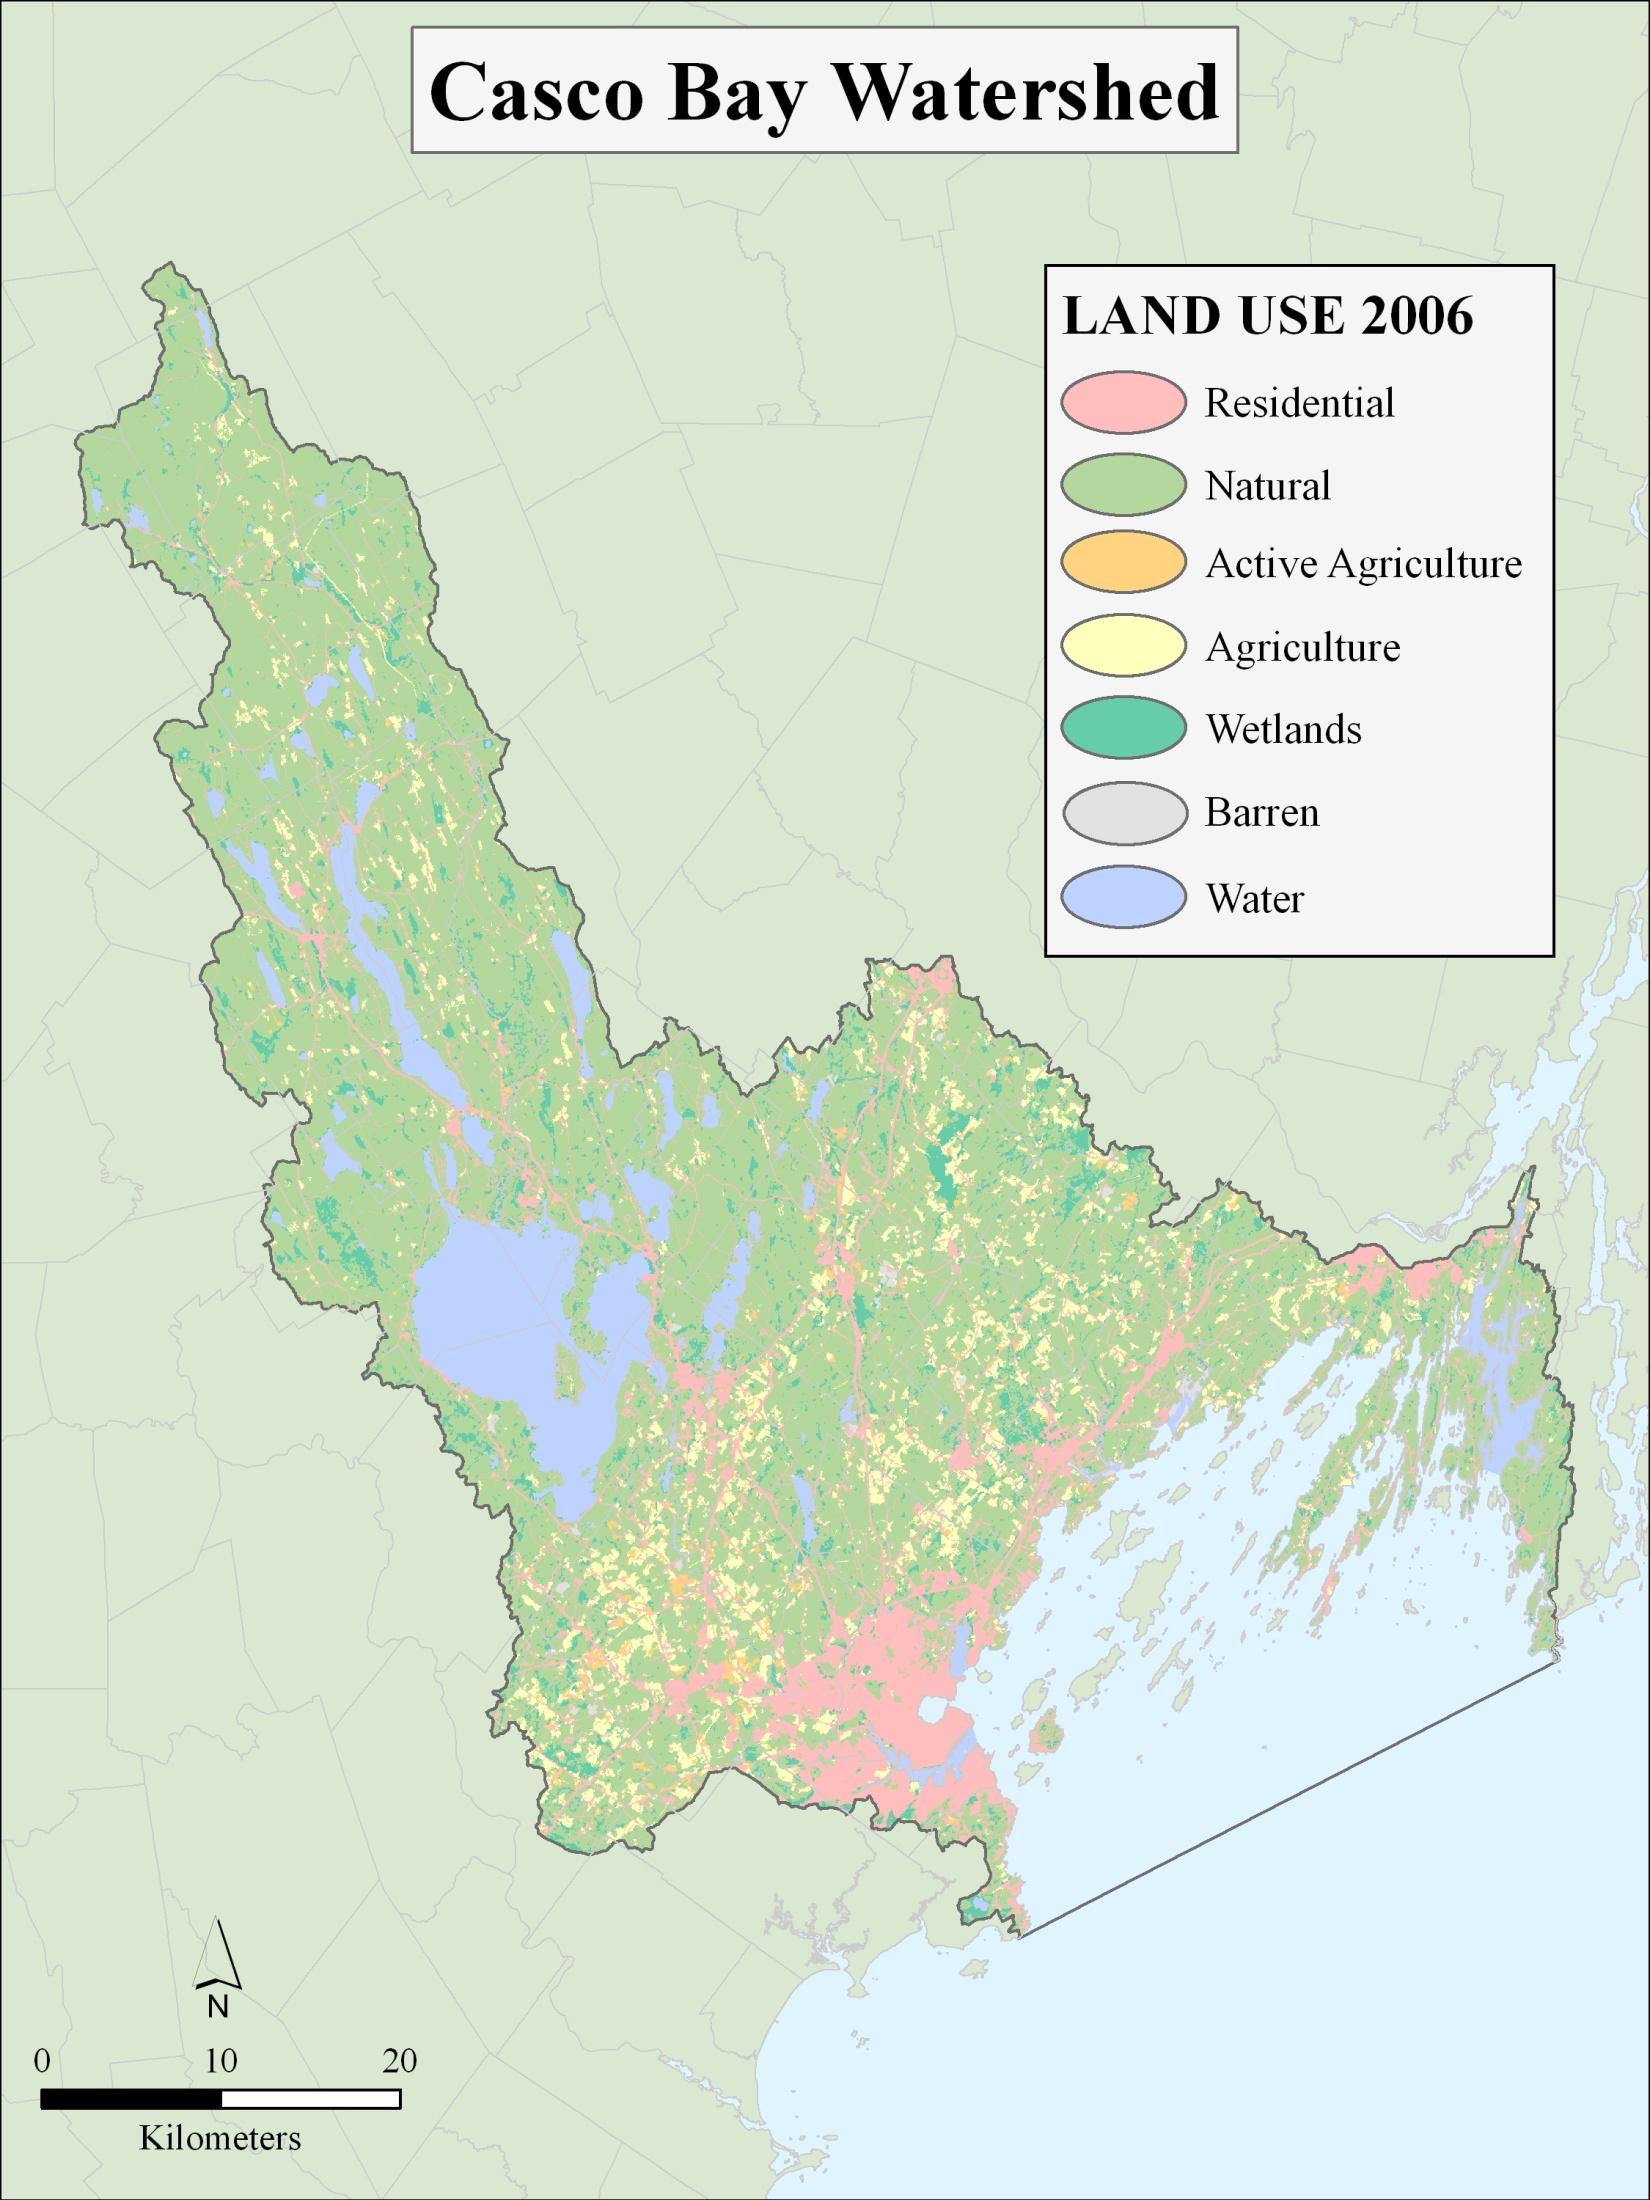 Casco Bay Watershed
LAND USE 2006
Residential
Natural
Active Agriculture
Agriculture
Wetlands
Barren
Water
N
0 10 20
Kilometers